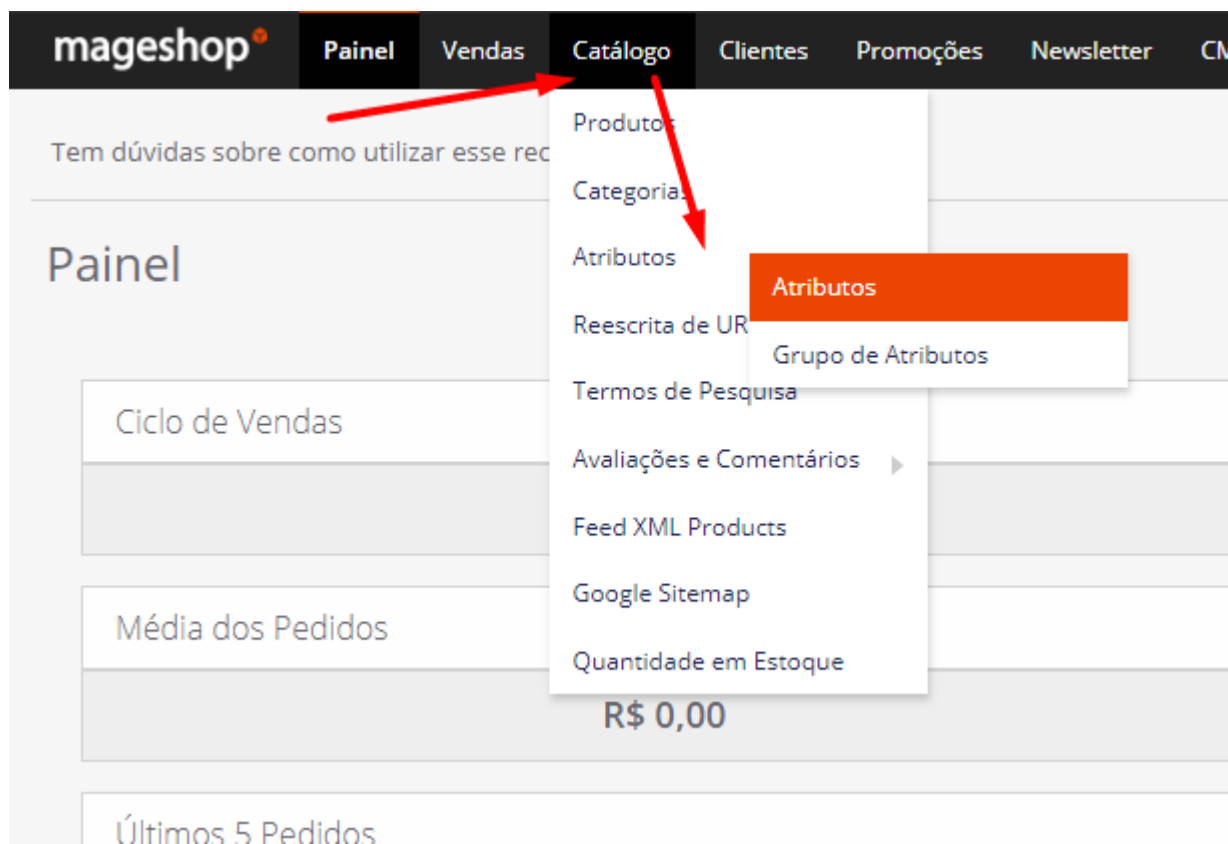 mageshop Painel Vendas Catálogo Clientes Promoções Newsletter
Tem dúvidas sobre como utilizar esse
Produtos
Categorias
Atributos
Reescrita de UR
Termos de Pesquisa
Avaliações e Comentários
Feed XML Products
Google Sitemap
Quantidade em Estoque
Atributos
Grupo de Atributos
Painel
Ciclo de Vendas
Média dos Pedidos
R$ 0,00
Últimos 5 Pedidos